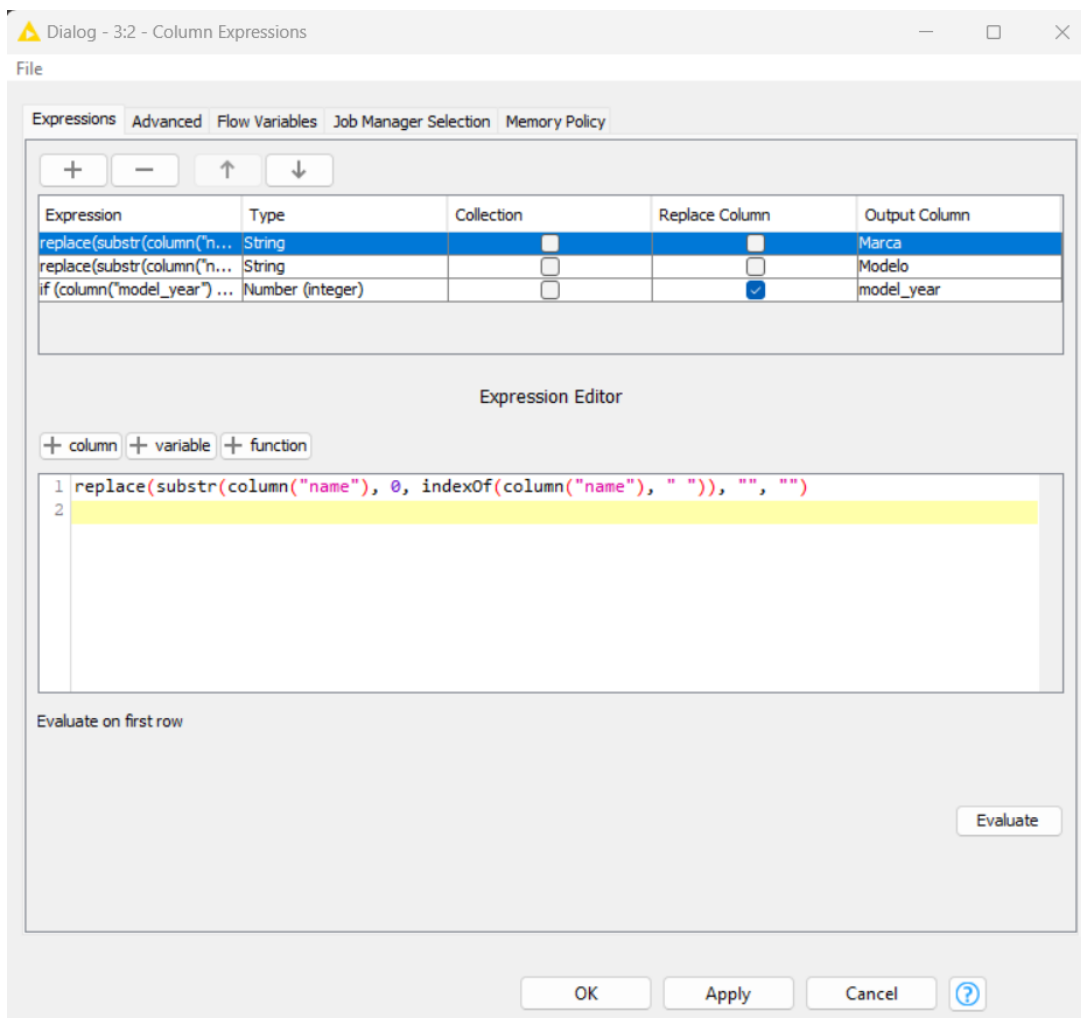 Dialog - 3:2 - Column Expressions
File
Expressions Advanced Flow Variables Job Manager Selection Memory Policy
Expression Type Collection Replace Column Output Column
replace(substr(column("n... String Marca
replace(substr(column("n... String Modelo
if (column("model_year") ... Number (integer) model_year
Expression Editor
+ column + variable + function
1 replace(substr(column("name"), 0, indexOf(column("name"), " ")), "", "")
2
Evaluate on first row
Evaluate
OK Apply Cancel ?